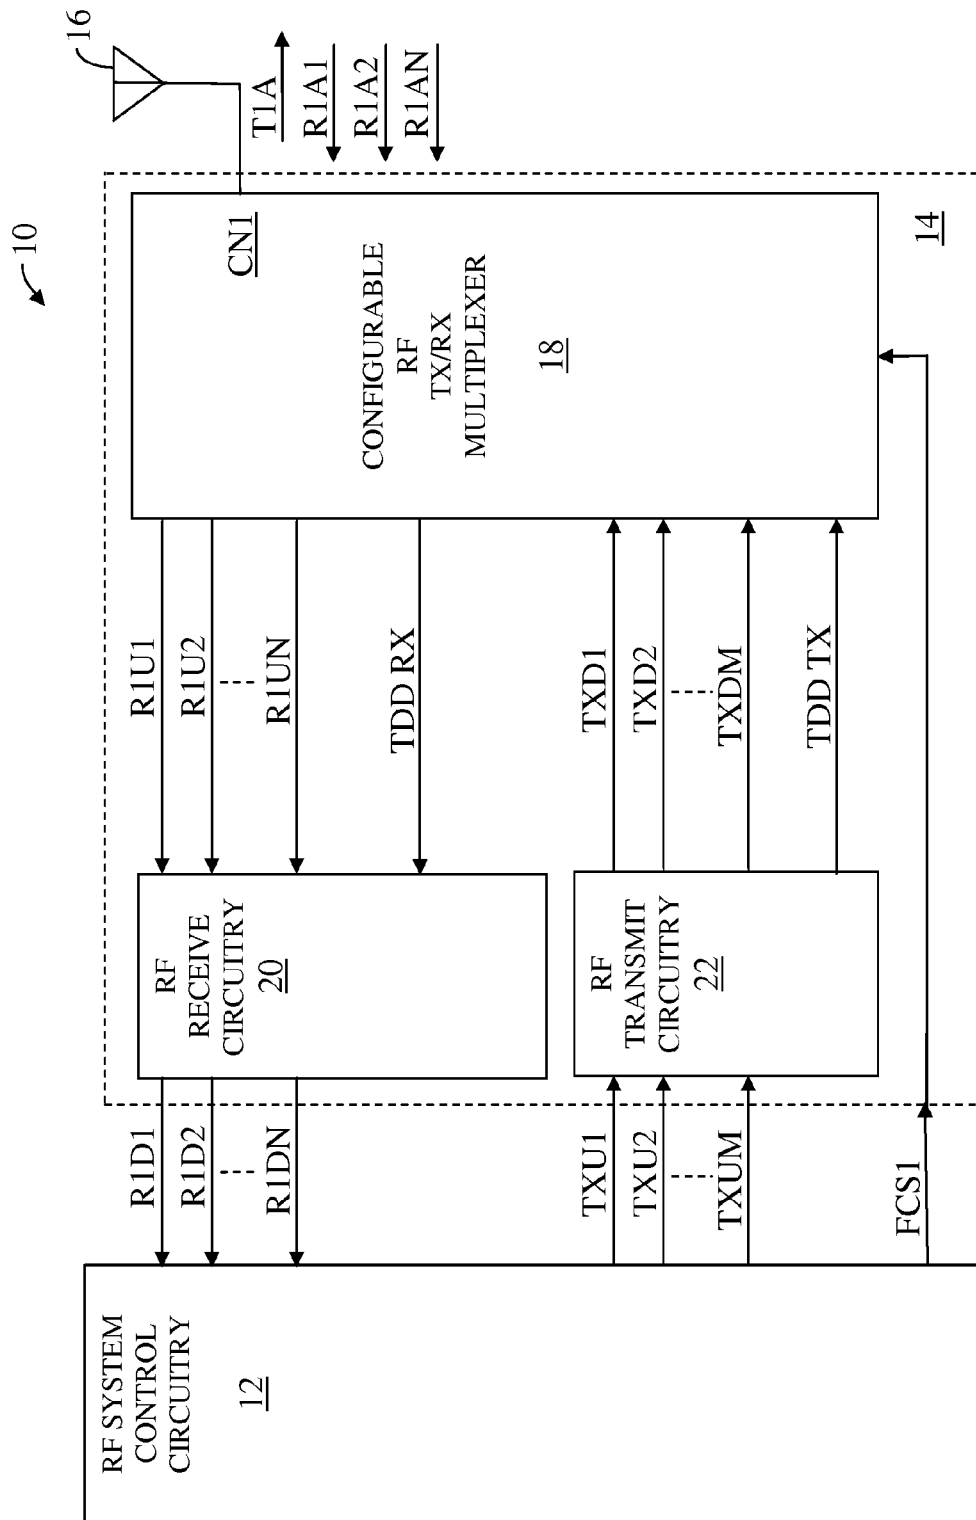 10
16
RF SYSTEM
CONTROL
CIRCUITRY
12
R1D1
R1D2
R1DN
TXU1
TXU2
TXUM
FCS1
RF
RECEIVE
CIRCUITRY
20
RF
TRANSMIT
CIRCUITRY
22
R1U1
R1U2
R1UN
TDD RX
TXD1
TXD2
TXDM
TDD TX
CN1
CONFIGURABLE
RF
TX/RX
MULTIPLEXER
18
14
T1A
R1A1
R1A2
R1AN